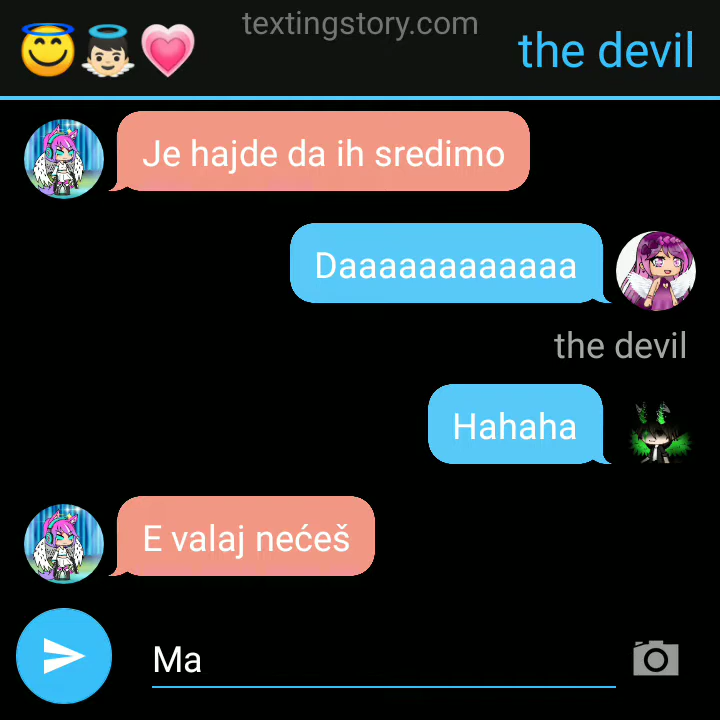 textingstory.com
😇👼🏻💗 the devil
Je hajde da ih sredimo
Daaaaaaaaaaaa
the devil
Hahaha
E valaj nećeš
Ma